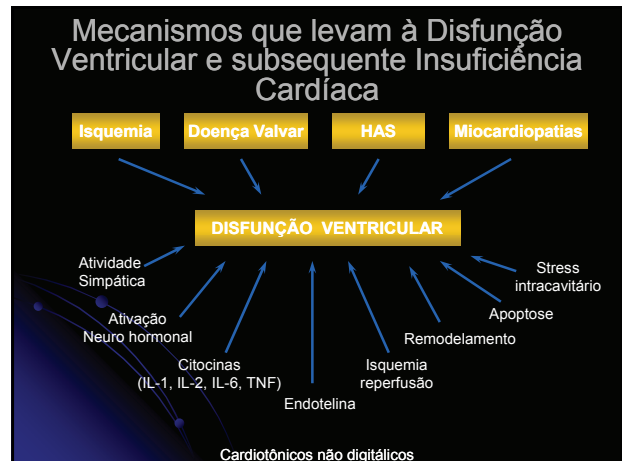 Mecanismos que levam à Disfunção
Ventricular e subsequente Insuficiência
Cardíaca
Isquemia
Doença Valvar
HAS
Miocardiopatias
DISFUNÇÃO VENTRICULAR
Atividade
Simpática
Ativação
Neuro hormonal
Citocinas
(IL-1, IL-2, IL-6, TNF)
Endotelina
Isquemia
reperfusão
Remodelamento
Apoptose
Stress
intracavitário
Cardiotônicos não digitálicos